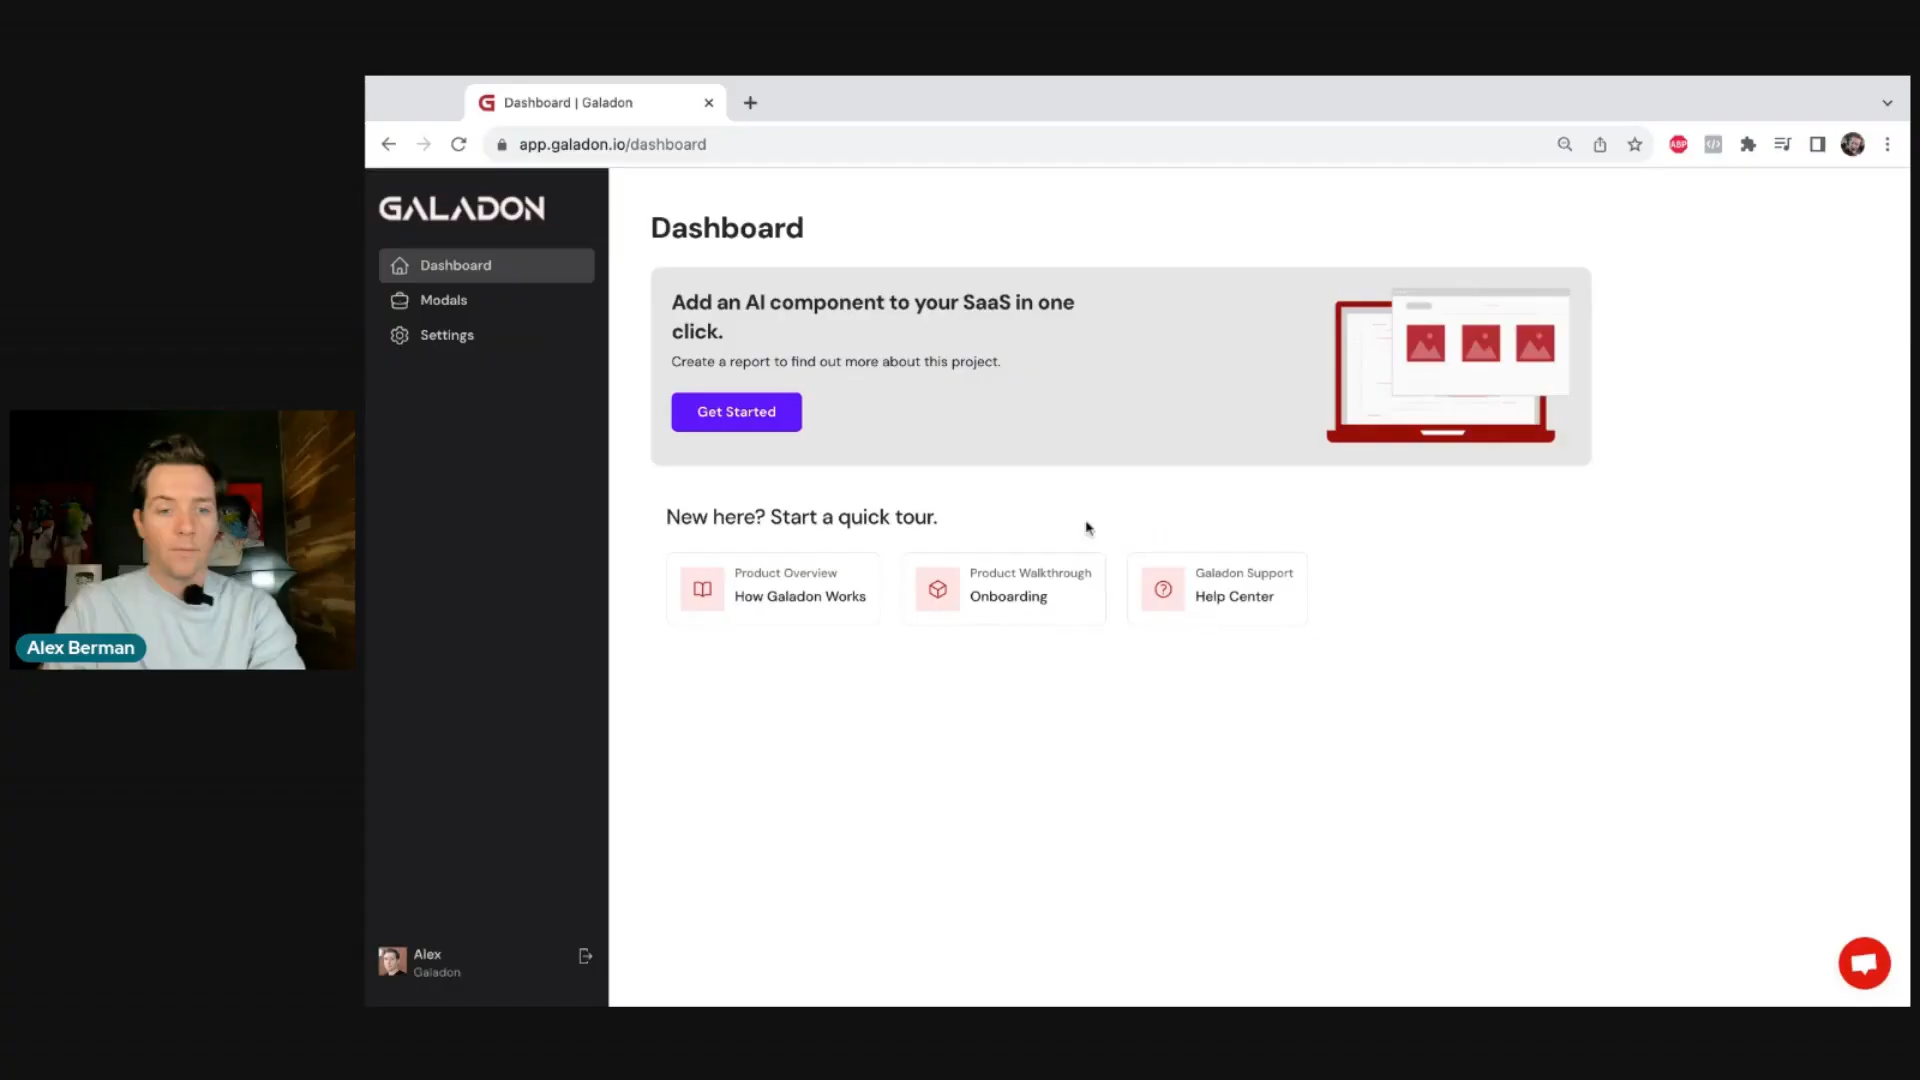 Dashboard | Galadon
app.galadon.io/dashboard
ABP
GALADON
Dashboard
Modals
Settings
Dashboard
Add an AI component to your SaaS in one
click.
Create a report to find out more about this project.
Get Started
New here? Start a quick tour.
Product Overview
How Galadon Works
Product Walkthrough
Onboarding
Galadon Support
Help Center
Alex Berman
Alex
Galadon